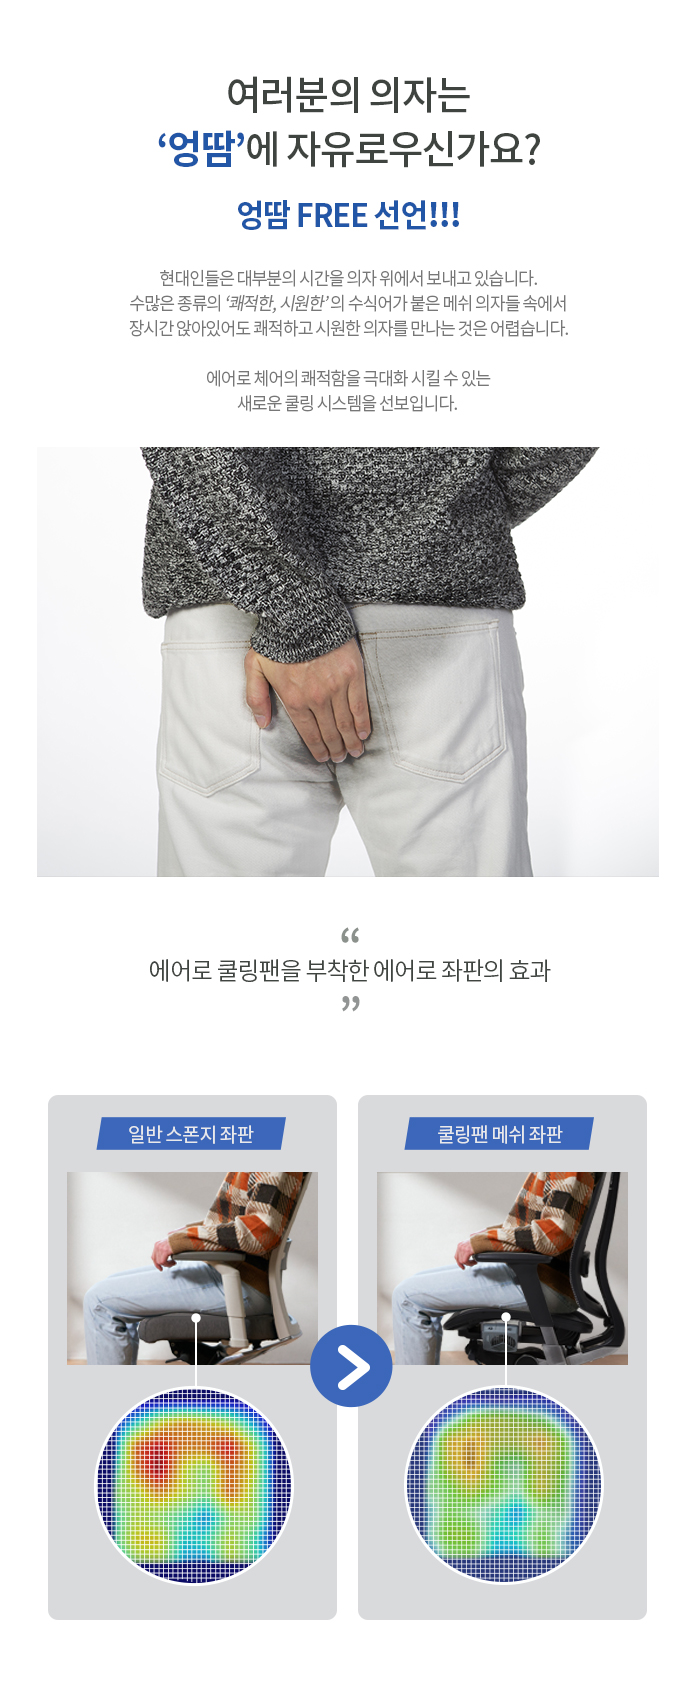 여러분의 의자는
‘엉땀’에 자유로우신가요?
엉땀 FREE 선언!!!
현대인들은 대부분의 시간을 의자 위에서 보내고 있습니다.
수많은 종류의 ‘쾌적한, 시원한’의 수식어가 붙은 메쉬 의자들 속에서
장시간 앉아있어도 쾌적하고 시원한 의자를 만나는 것은 어렵습니다.
에어로 체어의 쾌적함을 극대화 시킬 수 있는
새로운 쿨링 시스템을 선보입니다.
“
에어로 쿨링팬을 부착한 에어로 좌판의 효과
”
일반 스폰지 좌판
쿨링팬 메쉬 좌판